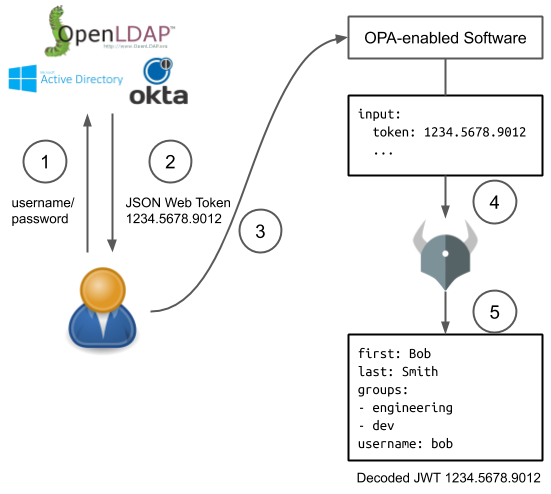 OpenLDAP™
http://www.OpenLDAP.org
Microsoft
Active Directory
okta
1
2
username/
password
JSON Web Token
1234.5678.9012
3
OPA-enabled Software
input:
token: 1234.5678.9012
...
4
5
first: Bob
last: Smith
groups:
- engineering
- dev
username: bob
Decoded JWT 1234.5678.9012